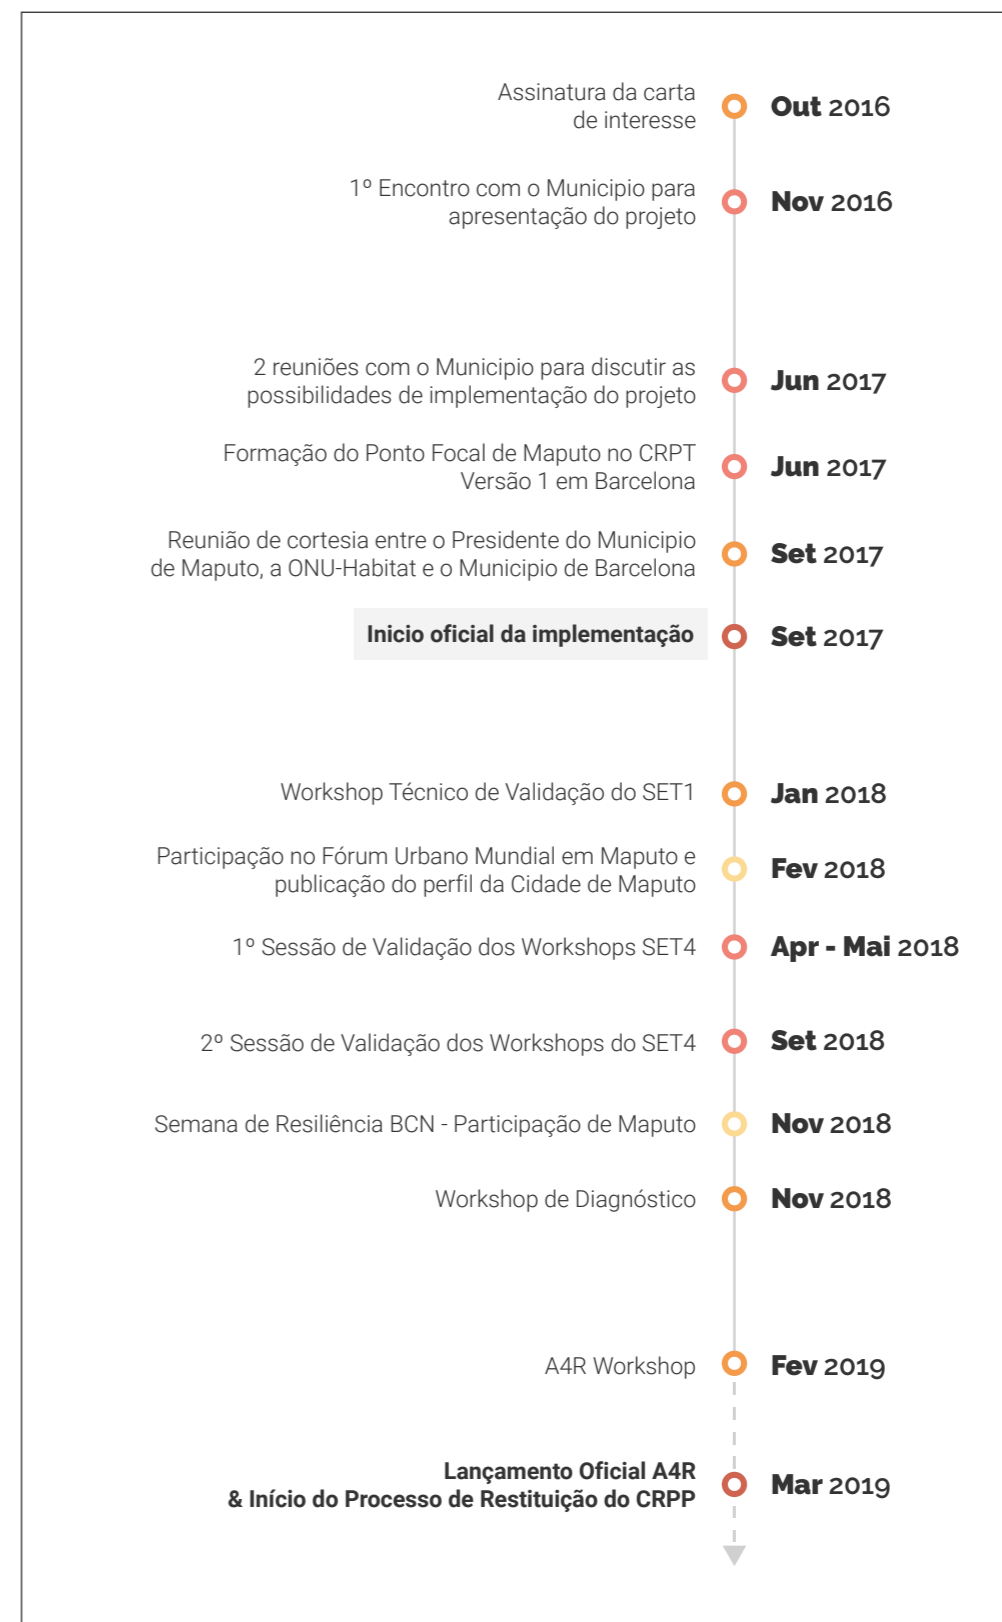 Assinatura da carta
de interesse
Out 2016
1º Encontro com o Municipio para
apresentação do projeto
Nov 2016
2 reuniões com o Municipio para discutir as
possibilidades de implementação do projeto
Jun 2017
Formação do Ponto Focal de Maputo no CRPT
Versão 1 em Barcelona
Jun 2017
Reunião de cortesia entre o Presidente do Municipio
de Maputo, a ONU-Habitat e o Municipio de Barcelona
Set 2017
Inicio oficial da implementação
Set 2017
Workshop Técnico de Validação do SET1
Jan 2018
Participação no Fórum Urbano Mundial em Maputo e
publicação do perfil da Cidade de Maputo
Fev 2018
1º Sessão de Validação dos Workshops SET4
Apr - Mai 2018
2º Sessão de Validação dos Workshops do SET4
Set 2018
Semana de Resiliência BCN - Participação de Maputo
Nov 2018
Workshop de Diagnóstico
Nov 2018
A4R Workshop
Fev 2019
Lançamento Oficial A4R
& Início do Processo de Restituição do CRPP
Mar 2019